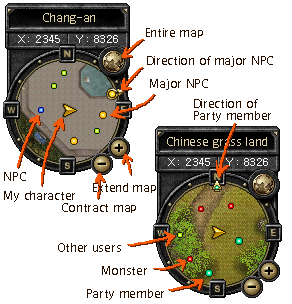 Chang-an
X: 2345 Y: 8326
N
W
S
Entire map
Direction of major NPC
Major NPC
NPC
My character
Extend map
Contract map
Direction of
Party member
Chinese grass land
X: 2345 Y: 8326
W
E
S
Other users
Monster
Party member